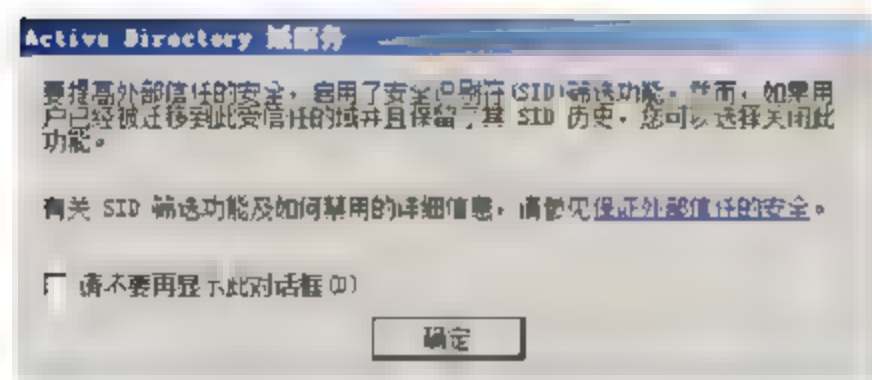 Active Directory 域服务
要提高外部信任的安全，启用了安全识别符(SID)筛选功能。然而，如果用
户已经被迁移到此受信任的域并且保留了其 SID 历史，您可以选择关闭此
功能。
有关 SID 筛选功能及如何禁用的详细信息，请参见保证外部信任的安全。
请不要再显示此对话框(D)
确定